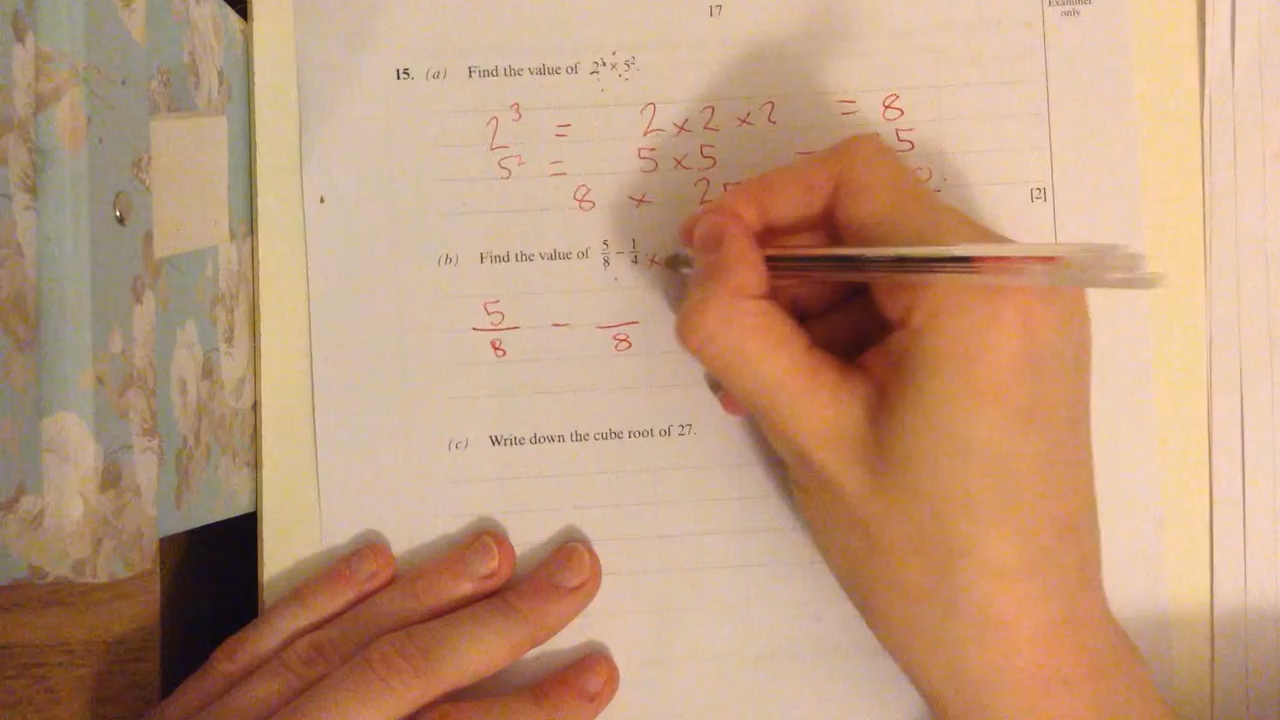 17
Examiner
only
15. (a) Find the value of 2³ × 5².
2³ = 2 × 2 × 2 = 8
5² = 5 × 5 5
8 × 25
[2]
(b) Find the value of 5/8 − 1/4 ×
5/8 − /8
(c) Write down the cube root of 27.